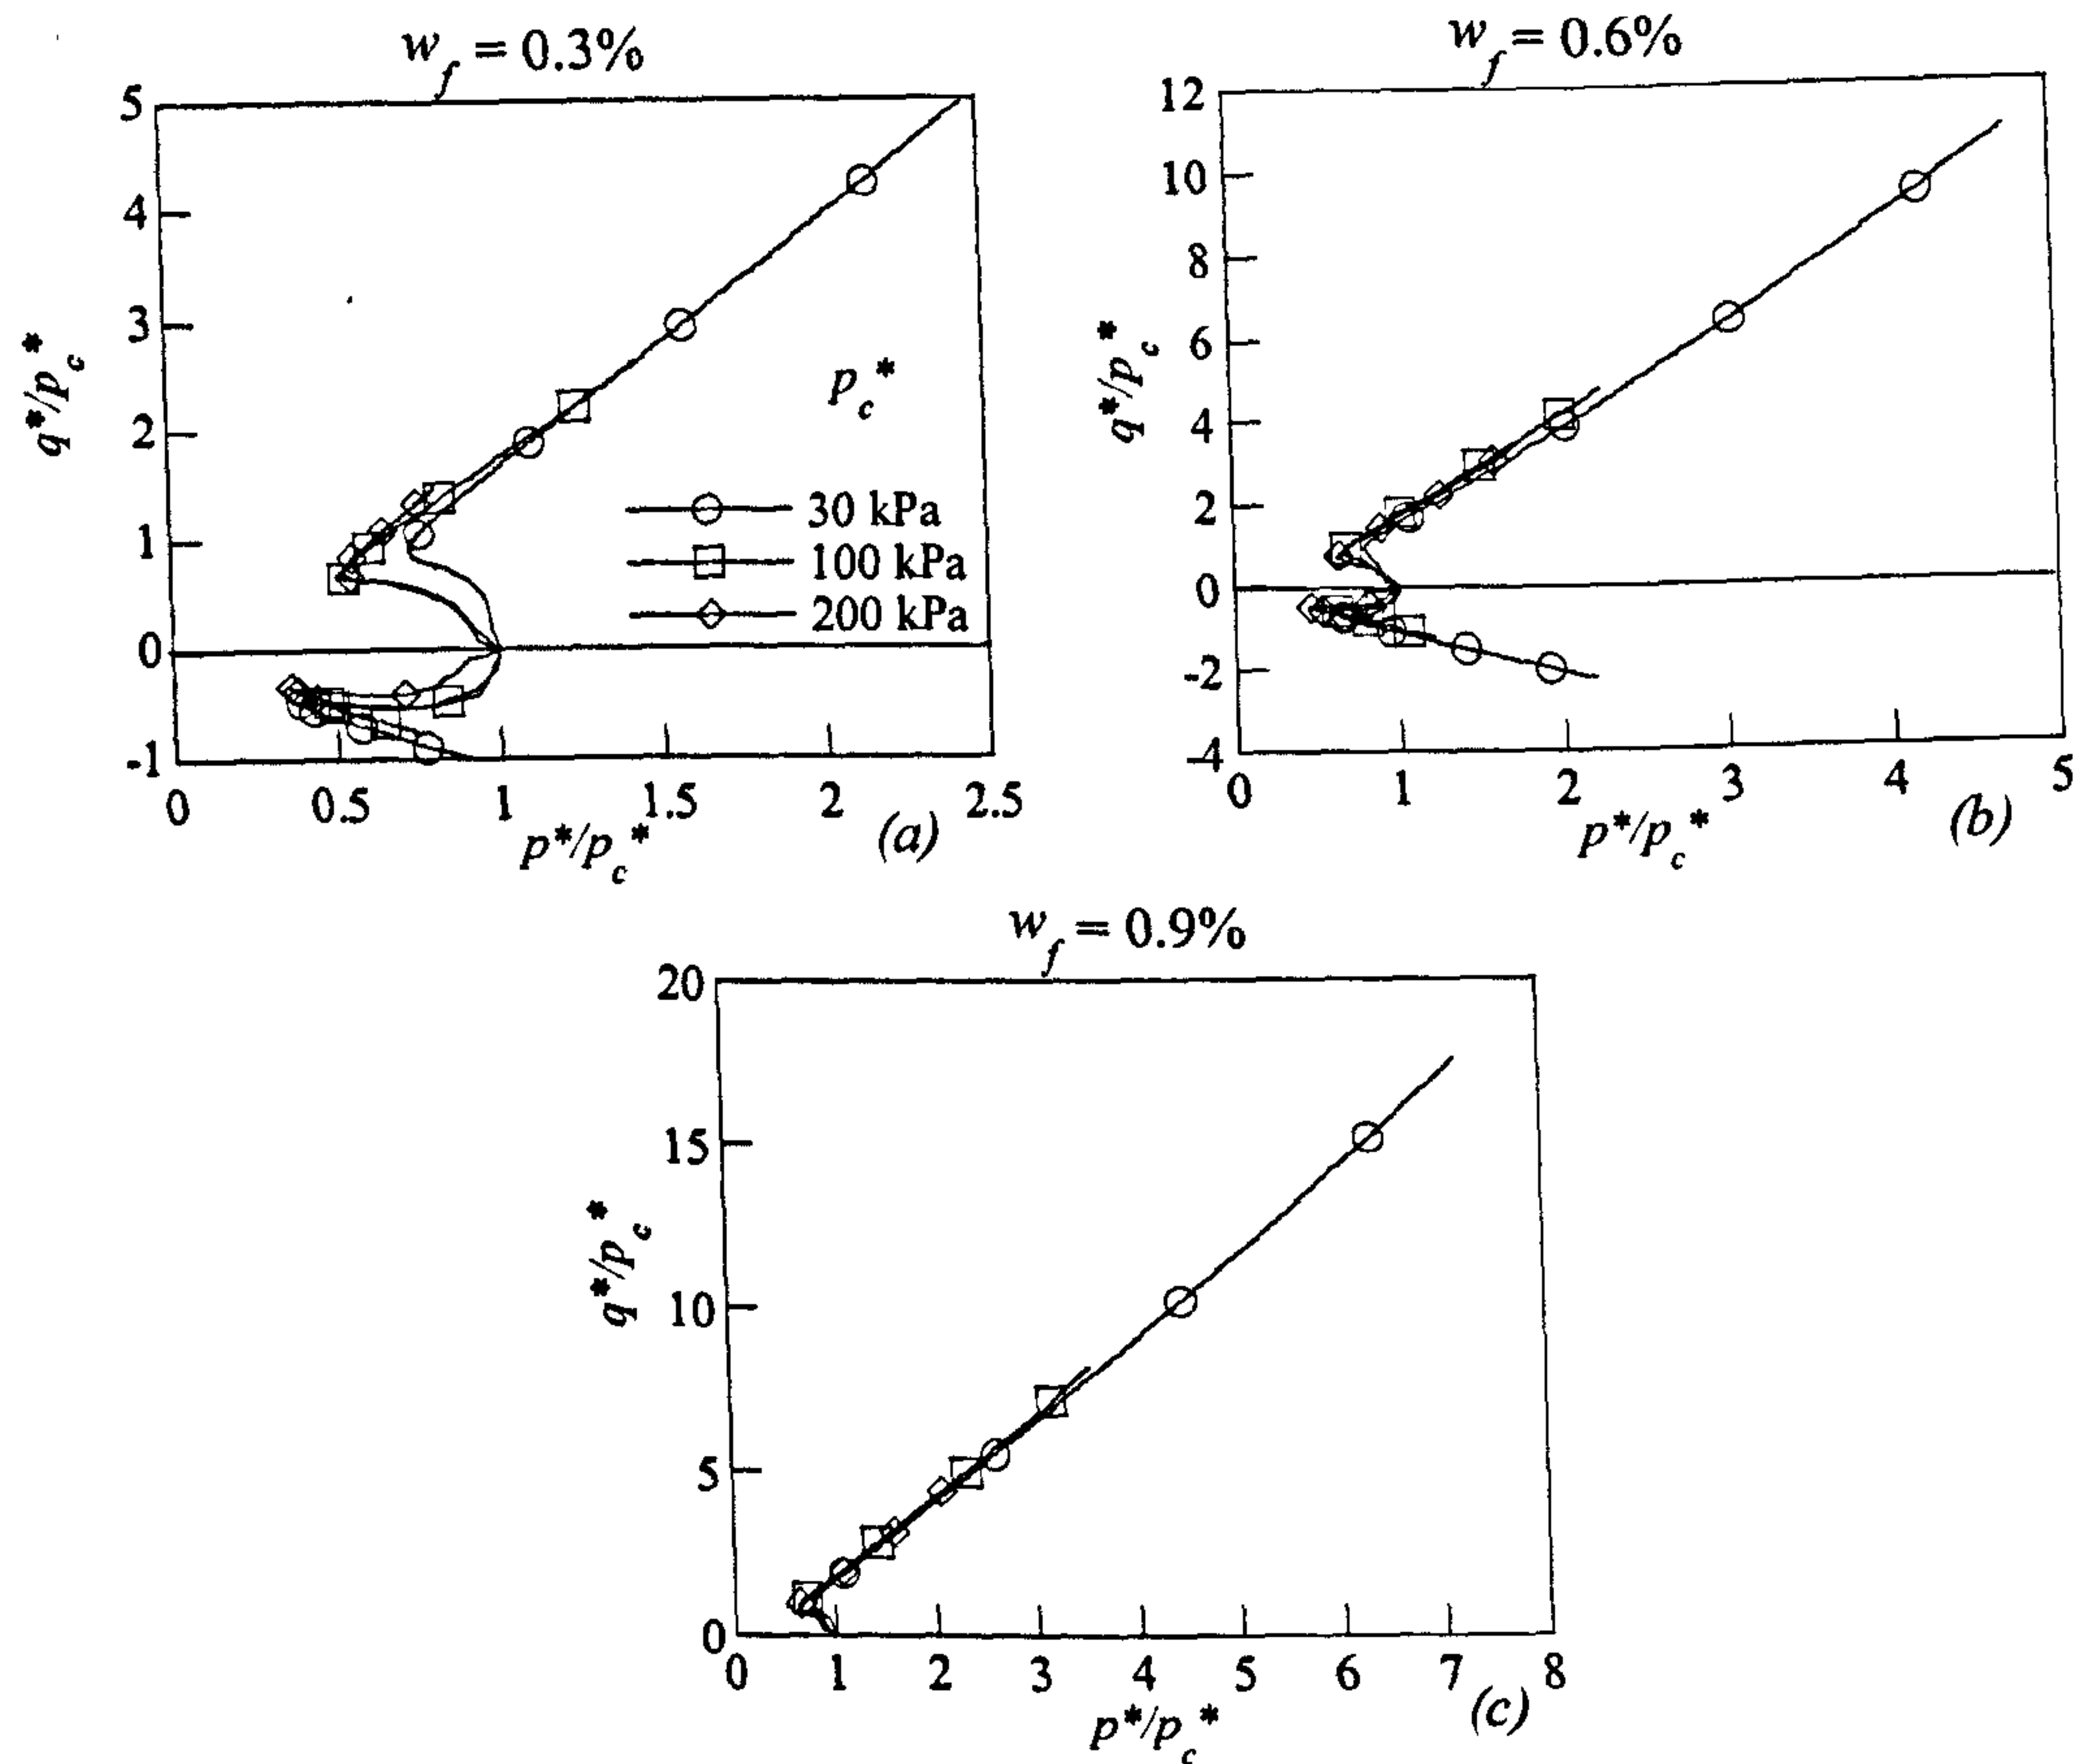 w_f = 0.3%
5
4
3
2
1
0
-1
q*/p_c*
p_c*
30 kPa
100 kPa
200 kPa
0 0.5 1 1.5 2 2.5
p*/p_c*
(a)
w_f = 0.6%
12
10
8
6
4
2
0
-2
-4
q*/p_c*
0 1 2 3 4 5
p*/p_c*
(b)
w_f = 0.9%
20
15
10
5
0
q*/p_c*
0 1 2 3 4 5 6 7 8
p*/p_c*
(c)